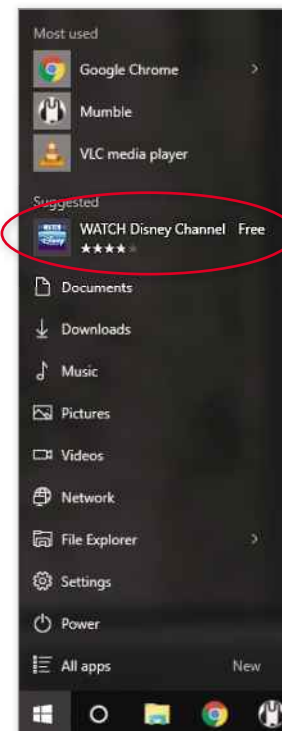 Most used
Google Chrome
Mumble
VLC media player
Suggested
WATCH Disney Channel Free
Documents
Downloads
Music
Pictures
Videos
Network
File Explorer
Settings
Power
All apps New